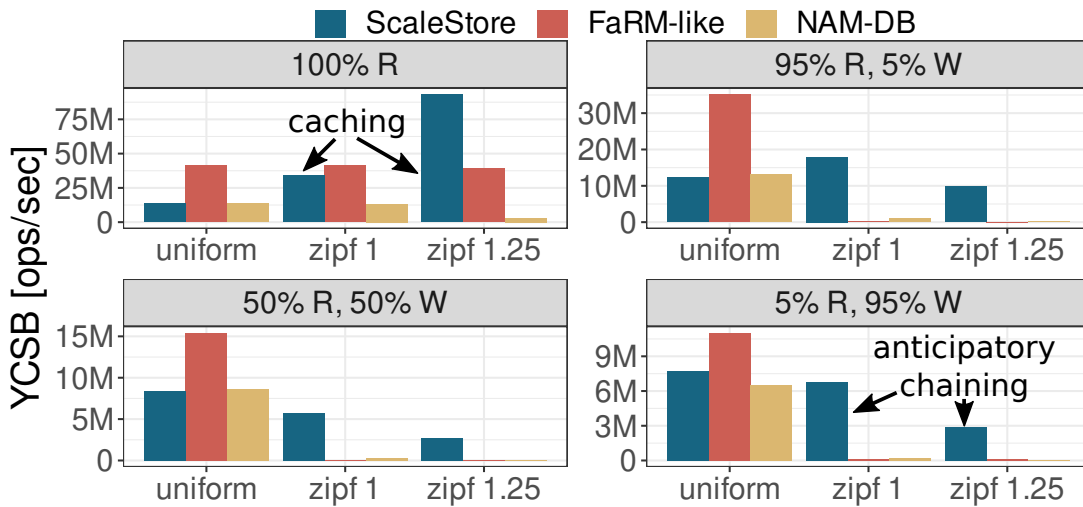 ScaleStore FaRM-like NAM-DB
YCSB [ops/sec]
100% R
75M
50M
25M
0
caching
uniform zipf 1 zipf 1.25
95% R, 5% W
30M
20M
10M
0
uniform zipf 1 zipf 1.25
50% R, 50% W
15M
10M
5M
0
uniform zipf 1 zipf 1.25
5% R, 95% W
9M
6M
3M
0
anticipatory
chaining
uniform zipf 1 zipf 1.25